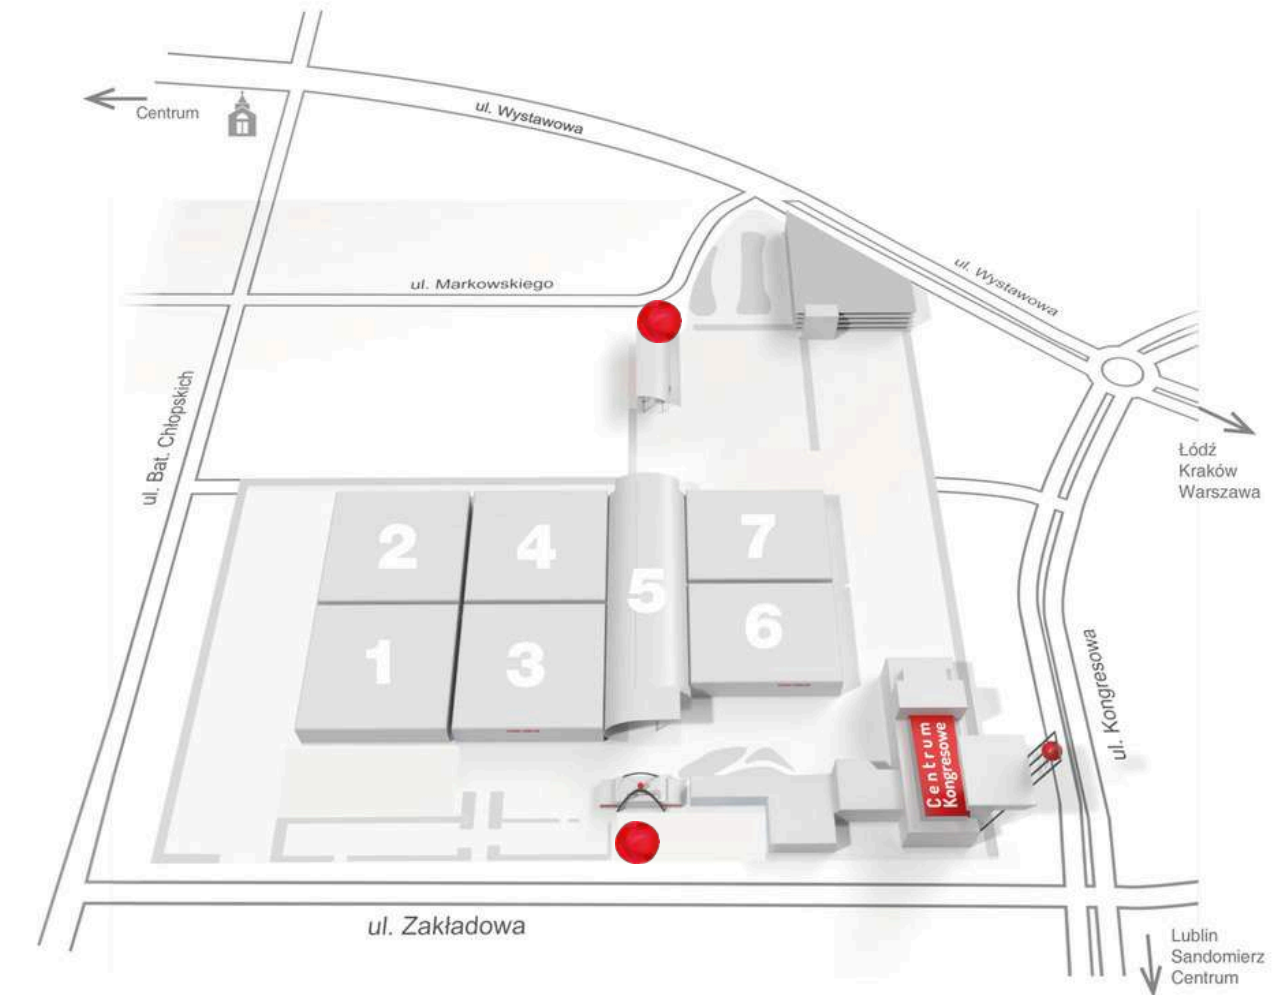 Centrum
ul. Wystawowa
ul. Wystawowa
ul. Markowskiego
Łódź
Kraków
Warszawa
ul. Bat. Chłopskich
2
4
7
5
6
1
3
ul. Kongresowa
Centrum
Kongresowe
ul. Zakładowa
Lublin
Sandomierz
Centrum